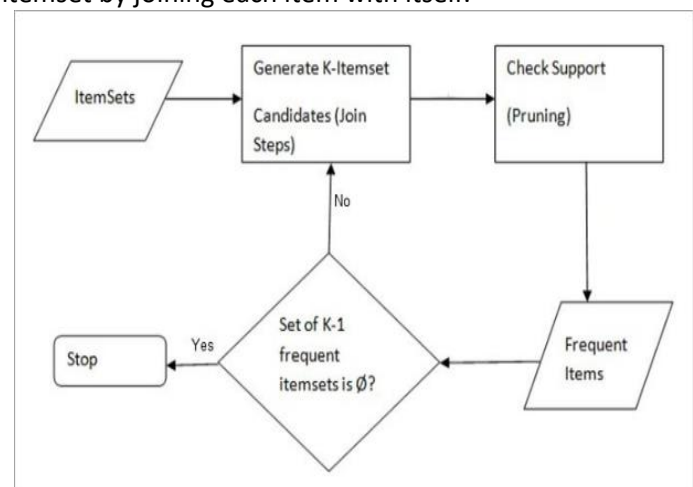 itemset by joining each item with itself.
ItemSets
Generate K-Itemset
Candidates (Join
Steps)
Check Support
(Pruning)
No
Set of K-1
frequent
itemsets is Ø?
Yes
Stop
Frequent
Items